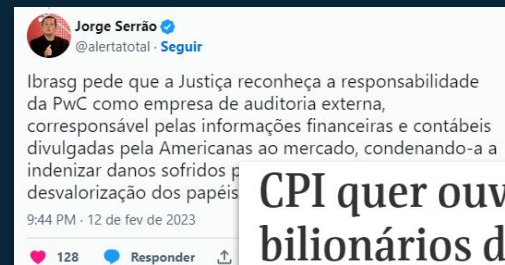 Jorge Serrão
@alertatotal · Seguir
Ibrasg pede que a Justiça reconheça a responsabilidade
da PwC como empresa de auditoria externa,
corresponsável pelas informações financeiras e contábeis
divulgadas pela Americanas ao mercado, condenando-a a
indenizar danos sofridos
desvalorização dos papéis
9:44 PM · 12 de fev de 2023
128 Responder
CPI quer
bilionários